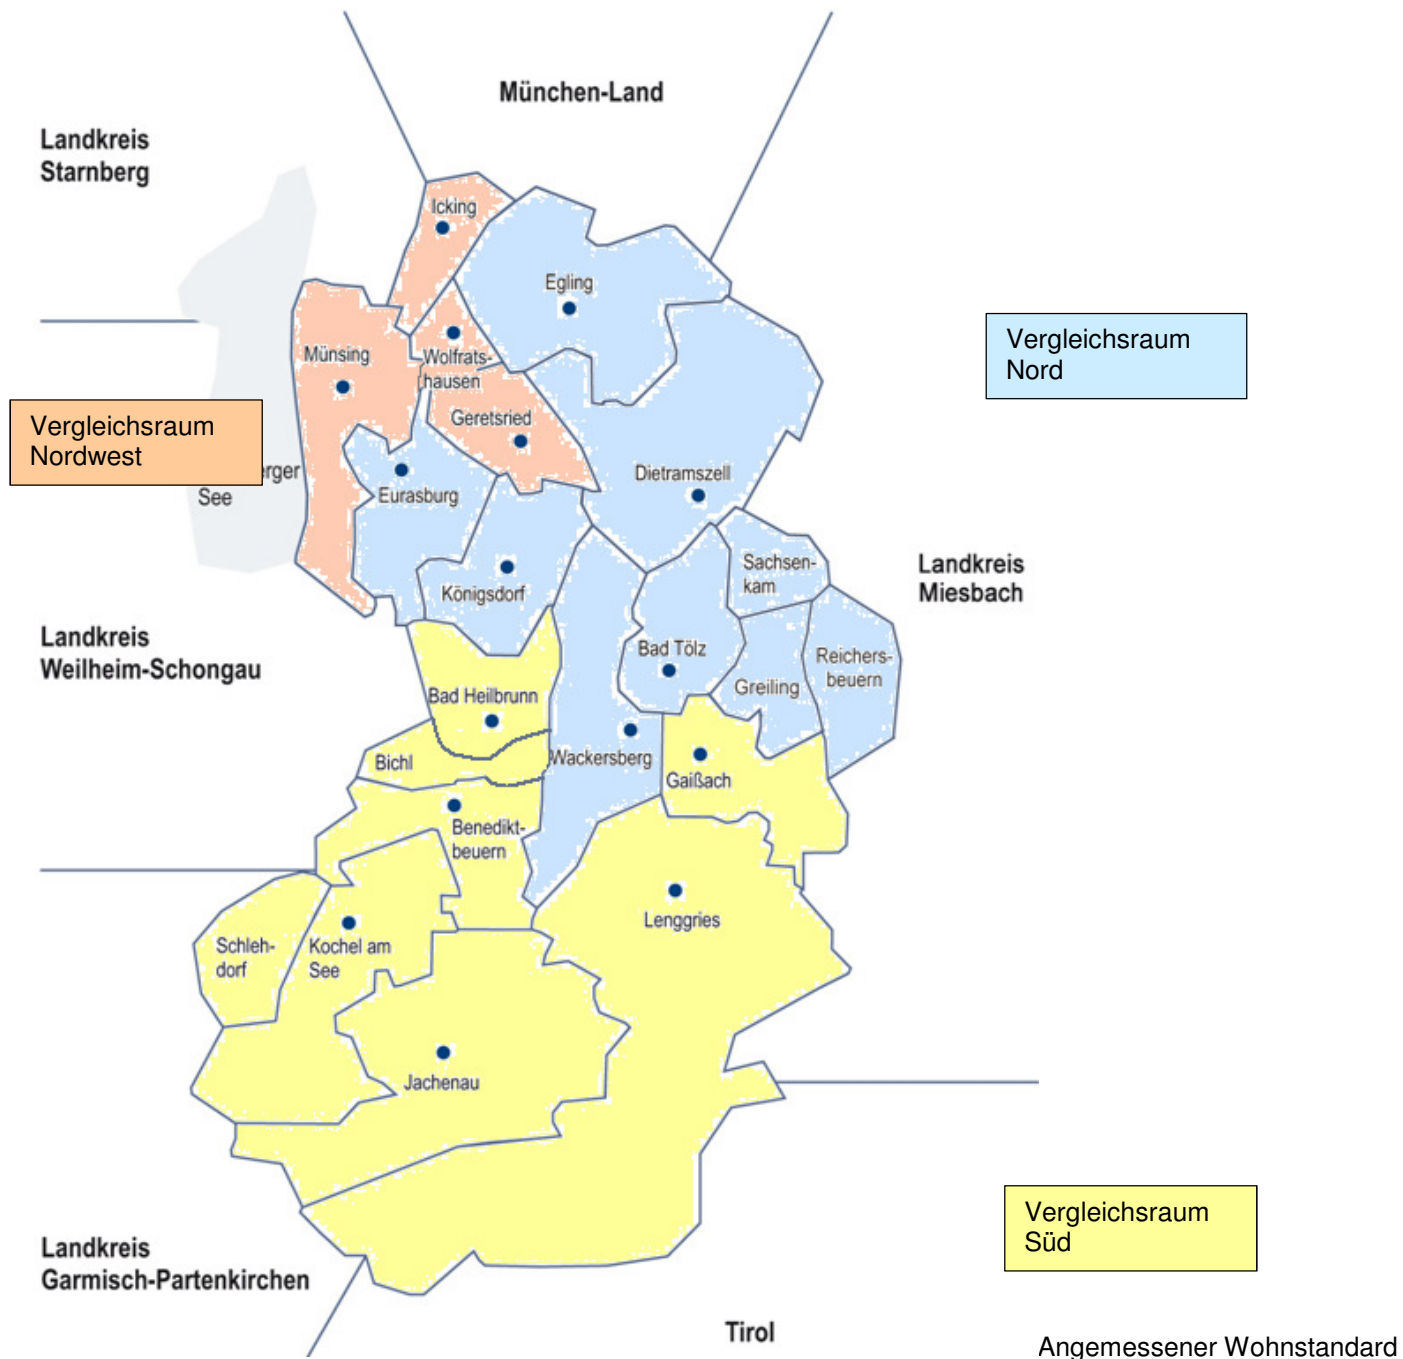 München-Land
Landkreis
Starnberg
Icking
Egling
Vergleichsraum
Nord
Münsing
Wolfrats-
hausen
Vergleichsraum
Nordwest
Geretsried
erger
See
Eurasburg
Dietramszell
Sachsen-
kam
Landkreis
Miesbach
Königsdorf
Landkreis
Weilheim-Schongau
Bad Tölz
Reichers-
beuern
Greiling
Bad Heilbrunn
Bichl
Wackersberg
Gaißach
Benedikt-
beuern
Lenggries
Schleh-
dorf
Kochel am
See
Jachenau
Vergleichsraum
Süd
Landkreis
Garmisch-Partenkirchen
Tirol
Angemessener Wohnstandard